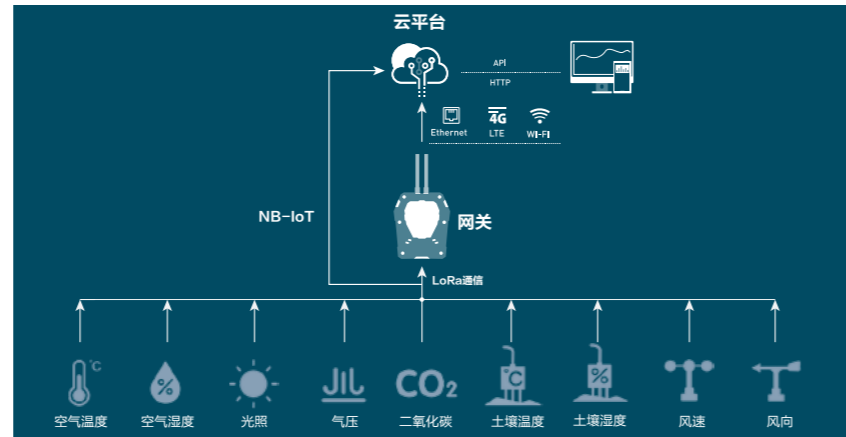 云平台
API
HTTP
4G
Ethernet
LTE
WI-FI
NB-IoT
网关
LoRa通信
°C
%
CO₂
°C
%
空气温度
空气湿度
光照
气压
二氧化碳
土壤温度
土壤湿度
风速
风向